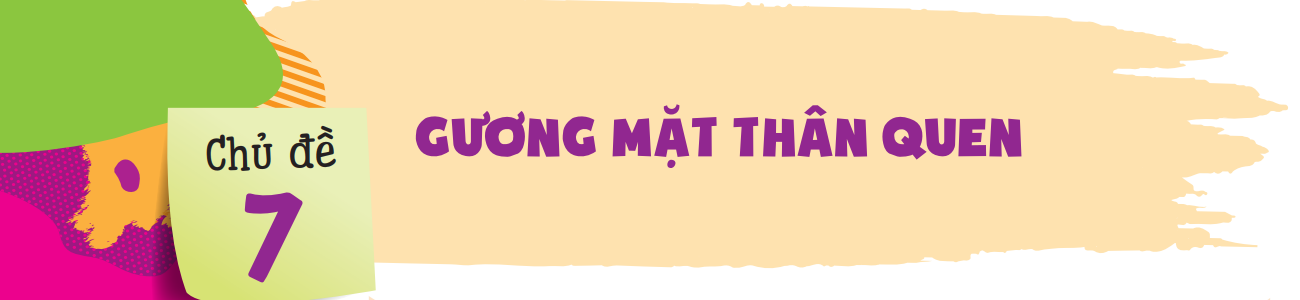 Chủ đề
7
GƯƠNG MẶT THÂN QUEN